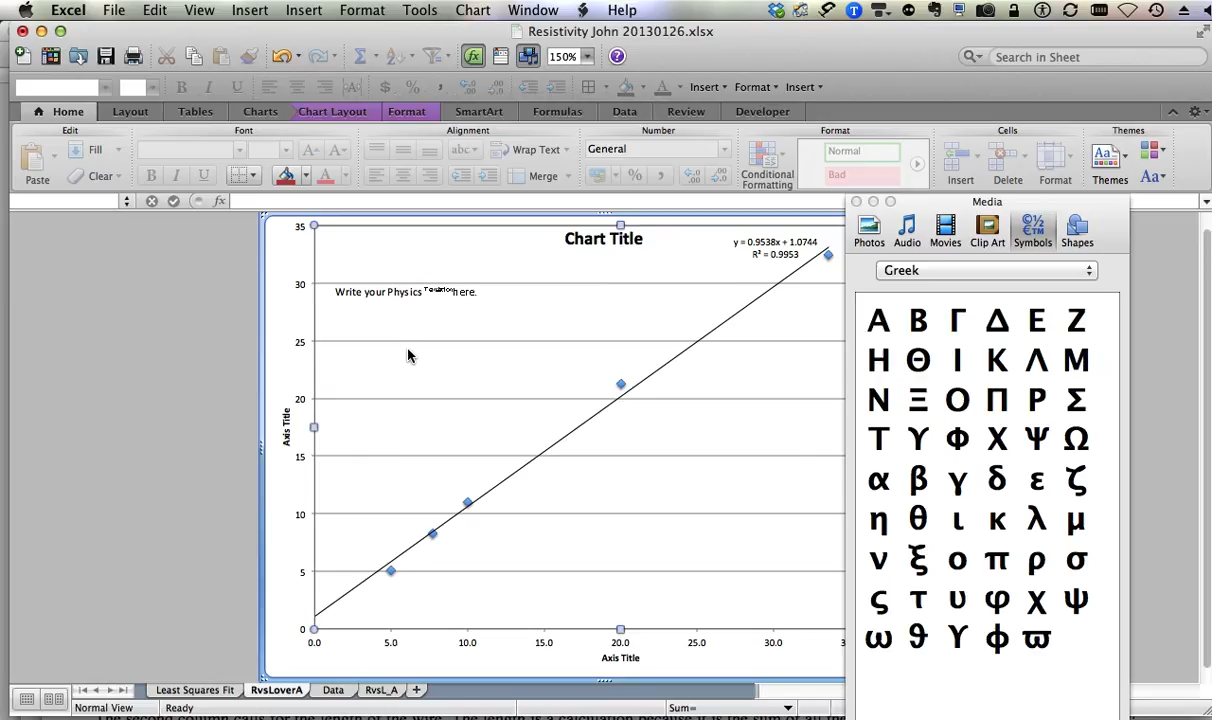 Excel File Edit View Insert Insert Format Tools Chart Window Help
Resistivity John 20130126.xlsx
150% Search in Sheet
B I U $ % Insert Format Insert
Home Layout Tables Charts Chart Layout Format SmartArt Formulas Data Review Developer
Edit Font Alignment Number Format Cells Themes
Fill abc Wrap Text General Normal
Paste Clear B I U Merge % Conditional Formatting Bad Insert Delete Format Themes Aa
fx
Media
Photos Audio Movies Clip Art Symbols Shapes
Greek
Α Β Γ Δ Ε Ζ
Η Θ Ι Κ Λ Μ
Ν Ξ Ο Π Ρ Σ
Τ Υ Φ Χ Ψ Ω
α β γ δ ε ζ
η θ ι κ λ μ
ν ξ ο π ρ σ
ς τ υ φ χ ψ
ω ϑ ϒ ϕ ϖ
Chart Title
y = 0.9538x + 1.0744
R² = 0.9953
Write your Physics here.
35
30
25
20
15
10
5
0
Axis Title
0.0 5.0 10.0 15.0 20.0 25.0 30.0
Axis Title
Least Squares Fit RvsLoverA Data RvsL_A
Normal View Ready Sum=